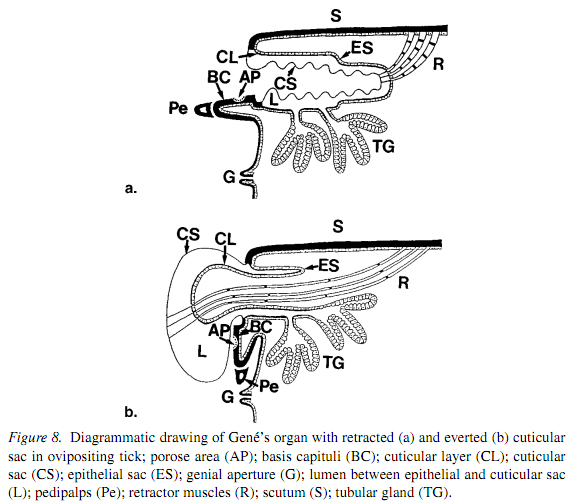 S
CL
ES
R
BC AP
CS
L
Pe
TG
G
a.
S
CS
CL
ES
R
AP
BC
L
TG
Pe
G
b.
Figure 8. Diagrammatic drawing of Gené's organ with retracted (a) and everted (b) cuticular
sac in ovipositing tick; porose area (AP); basis capituli (BC); cuticular layer (CL); cuticular
sac (CS); epithelial sac (ES); genial aperture (G); lumen between epithelial and cuticular sac
(L); pedipalps (Pe); retractor muscles (R); scutum (S); tubular gland (TG).